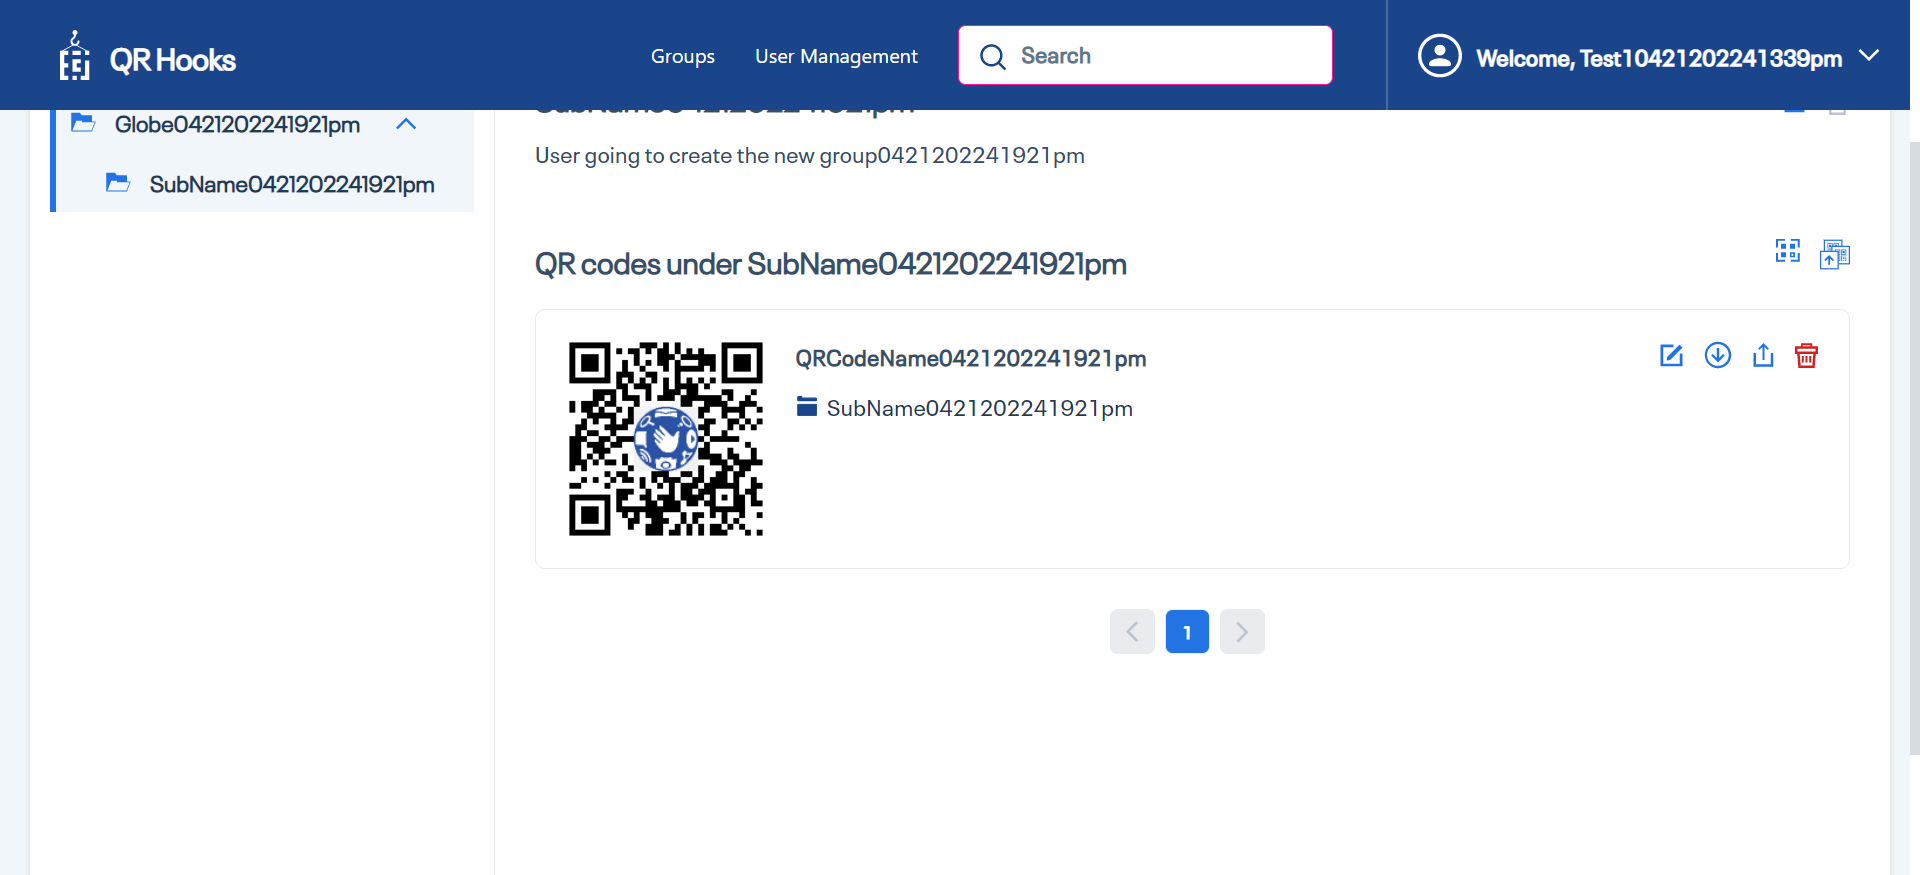 QR Hooks
Groups
User Management
Search
Welcome, Test10421202241339pm
Globe0421202241921pm
SubName0421202241921pm
SubName0421202241921pm
User going to create the new group0421202241921pm
QR codes under SubName0421202241921pm
QRCodeName0421202241921pm
SubName0421202241921pm
1